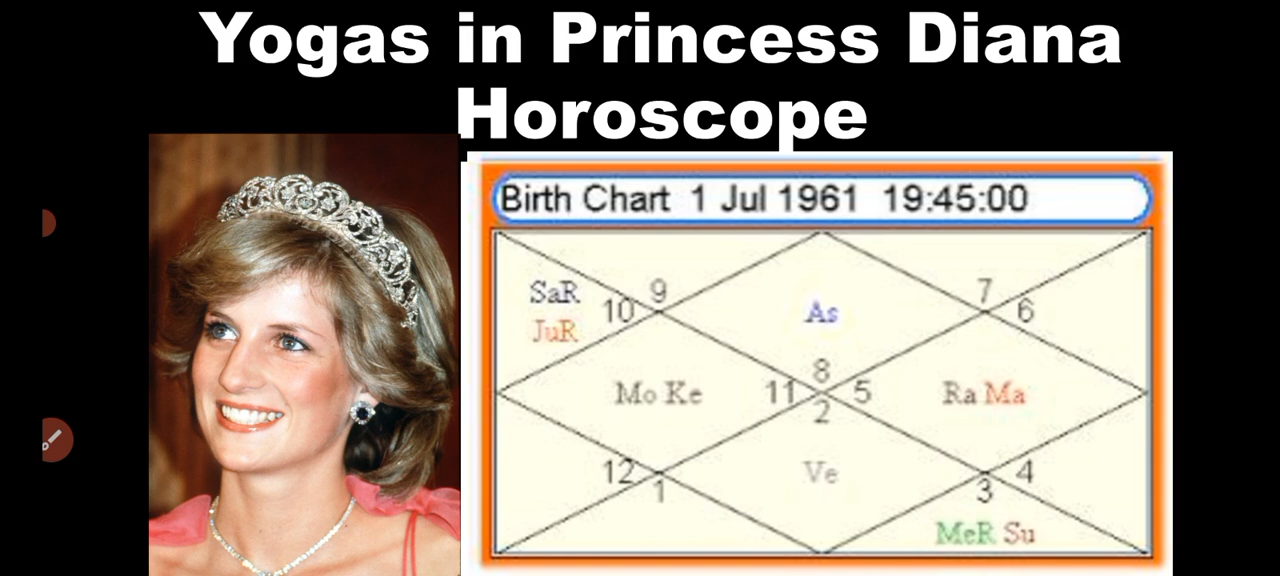 Yogas in Princess Diana
Horoscope
Birth Chart 1 Jul 1961 19:45:00
SaR 10 9 As 7 6
JuR
Mo Ke 11 8 5 Ra Ma
2
12 1 Ve 3 4
MeR Su